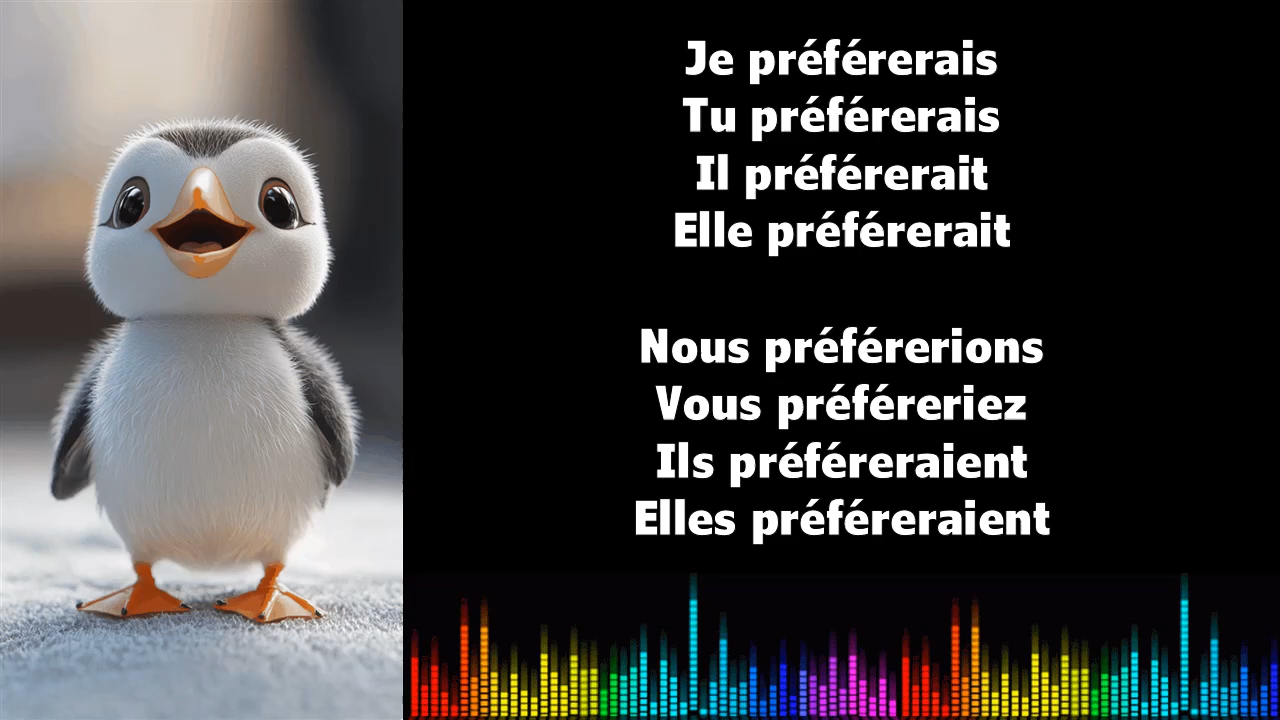 Je préférerais
Tu préférerais
Il préférerait
Elle préférerait
Nous préférerions
Vous préféreriez
Ils préféreraient
Elles préféreraient